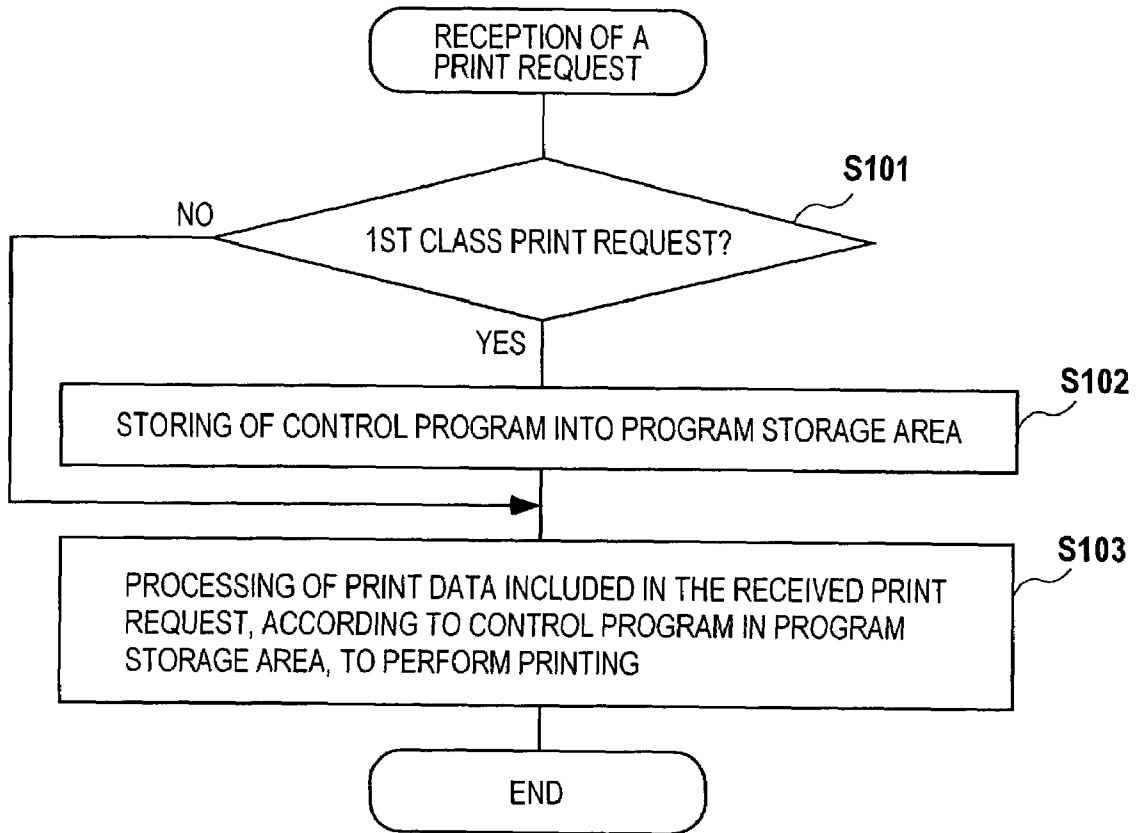 RECEPTION OF A
PRINT REQUEST
S101
NO
1ST CLASS PRINT REQUEST?
YES
S102
STORING OF CONTROL PROGRAM INTO PROGRAM STORAGE AREA
S103
PROCESSING OF PRINT DATA INCLUDED IN THE RECEIVED PRINT
REQUEST, ACCORDING TO CONTROL PROGRAM IN PROGRAM
STORAGE AREA, TO PERFORM PRINTING
END